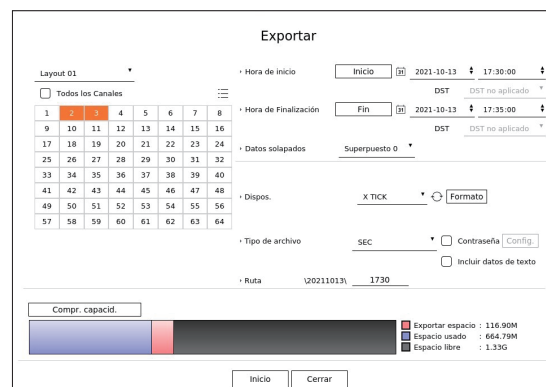 Exportar
Layout 01
Todos los Canales
1 2 3 4 5 6 7 8
9 10 11 12 13 14 15 16
17 18 19 20 21 22 23 24
25 26 27 28 29 30 31 32
33 34 35 36 37 38 39 40
41 42 43 44 45 46 47 48
49 50 51 52 53 54 55 56
57 58 59 60 61 62 63 64
Hora de inicio Inicio 31 2021-10-13 17:30:00
DST DST no aplicado
Hora de Finalización Fin 31 2021-10-13 17:35:00
DST DST no aplicado
Datos solapados Superpuesto 0
Dispos. X TICK Formato
Tipo de archivo SEC Contraseña Config.
Incluir datos de texto
Ruta \20211013\ 1730
Compr. capacid.
Exportar espacio : 116.90M
Espacio usado : 664.79M
Espacio libre : 1.33G
Inicio Cerrar